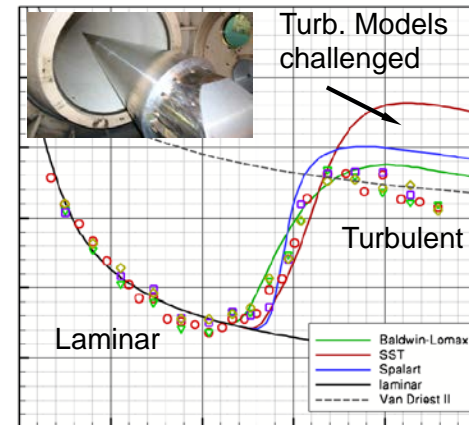 Turb. Models
challenged
Turbulent
Laminar
Baldwin-Lomax
SST
Spalart
laminar
Van Driest II